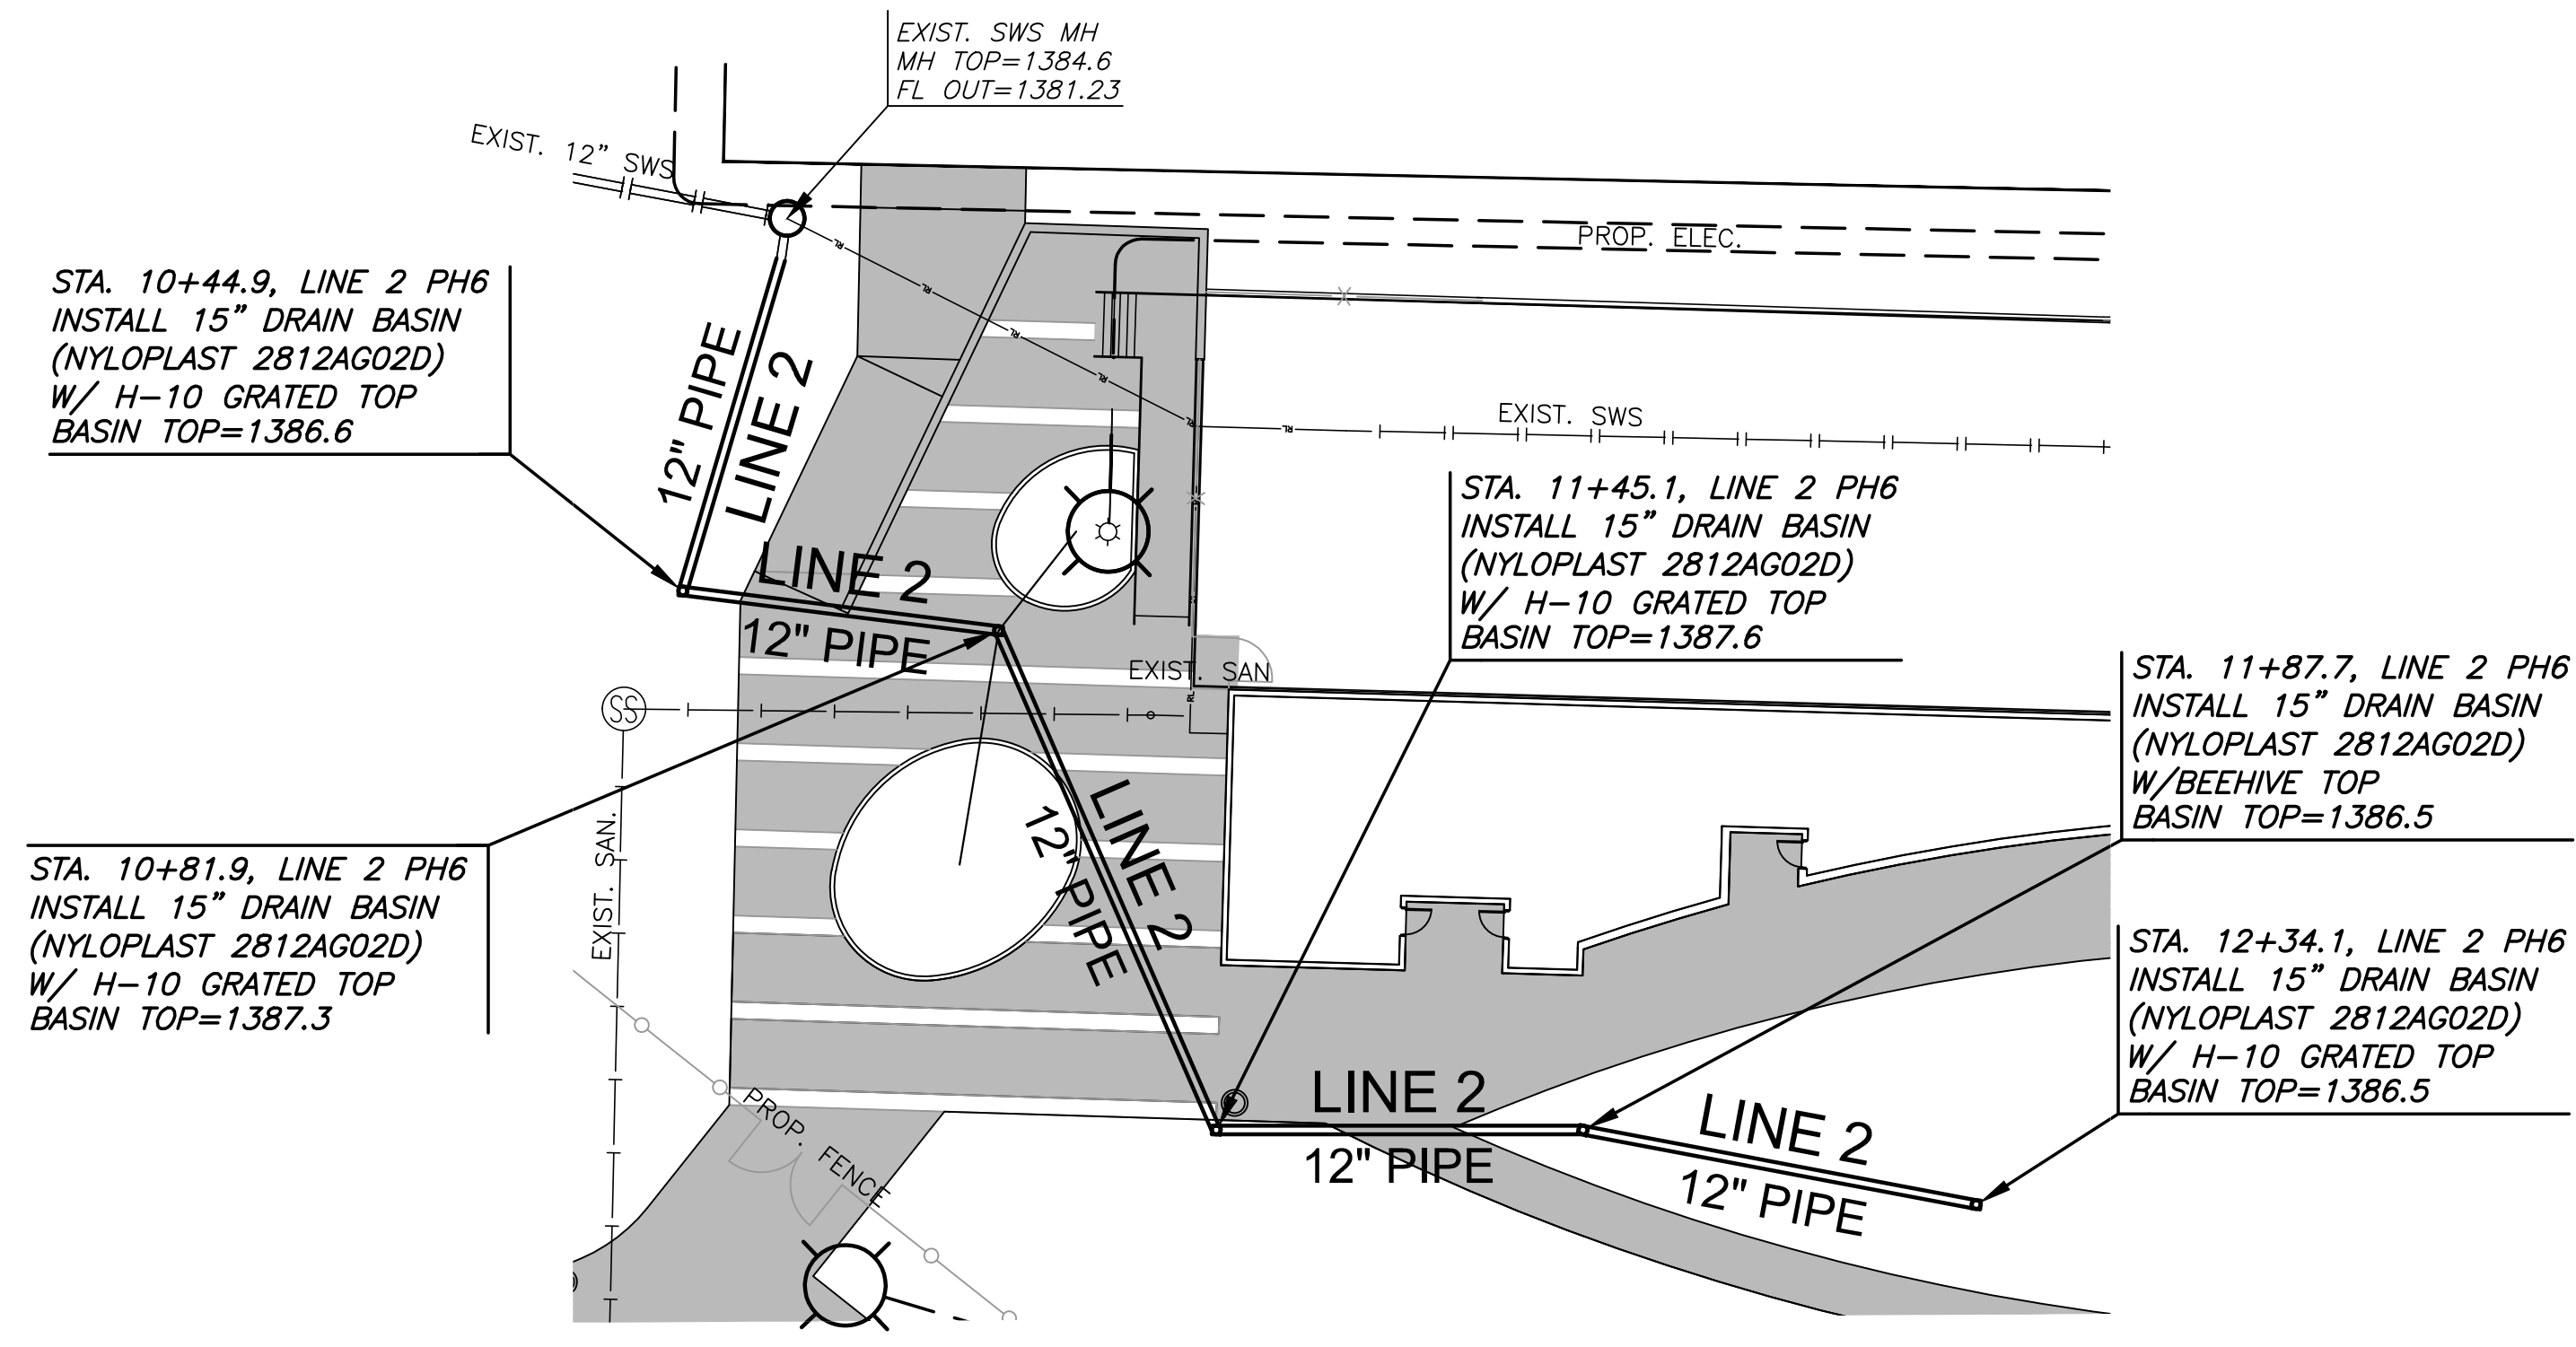 EXIST. SWS MH
MH TOP=1384.6
FL OUT=1381.23
EXIST. 12” SWS
PROP. ELEC.
STA. 10+44.9, LINE 2 PH6
INSTALL 15” DRAIN BASIN
(NYLOPLAST 2812AG02D)
W/ H-10 GRATED TOP
BASIN TOP=1386.6
12" PIPE
LINE 2
RL
RL
RL
RL
RL
EXIST. SWS
STA. 11+45.1, LINE 2 PH6
INSTALL 15” DRAIN BASIN
(NYLOPLAST 2812AG02D)
W/ H-10 GRATED TOP
BASIN TOP=1387.6
LINE 2
12" PIPE
EXIST. SAN
RL
SS
STA. 11+87.7, LINE 2 PH6
INSTALL 15” DRAIN BASIN
(NYLOPLAST 2812AG02D)
W/BEEHIVE TOP
BASIN TOP=1386.5
EXIST. SAN.
LINE 2
12" PIPE
STA. 10+81.9, LINE 2 PH6
INSTALL 15” DRAIN BASIN
(NYLOPLAST 2812AG02D)
W/ H-10 GRATED TOP
BASIN TOP=1387.3
STA. 12+34.1, LINE 2 PH6
INSTALL 15” DRAIN BASIN
(NYLOPLAST 2812AG02D)
W/ H-10 GRATED TOP
BASIN TOP=1386.5
PROP. FENCE
LINE 2
12" PIPE
LINE 2
12" PIPE